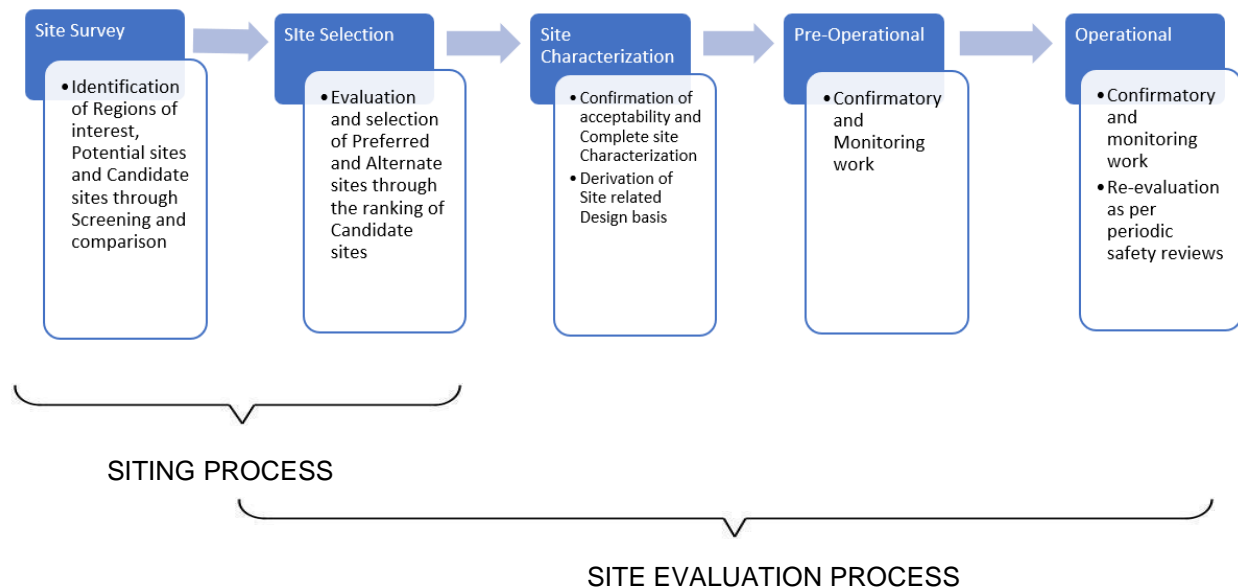 Site Survey
•Identification
of Regions of
interest,
Potential sites
and Candidate
sites through
Screening and
comparison
SIte Selection
•Evaluation
and selection
of Preferred
and Alternate
sites through
the ranking of
Candidate
sites
Site
Characterization
•Confirmation of
acceptability and
Complete site
Characterization
•Derivation of
Site related
Design basis
Pre-Operational
•Confirmatory
and
Monitoring
work
Operational
•Confirmatory
and
monitoring
work
•Re-evaluation
as per
periodic
safety reviews
SITING PROCESS
SITE EVALUATION PROCESS